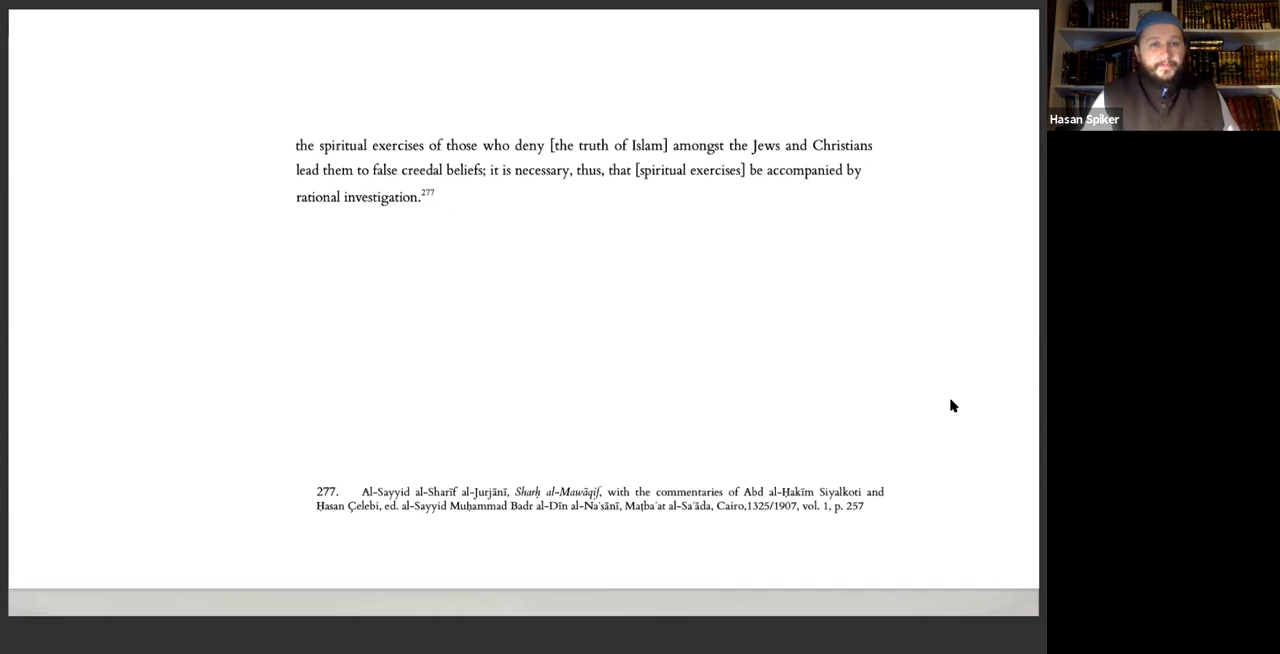 the spiritual exercises of those who deny [the truth of Islam] amongst the Jews and Christians
lead them to false creedal beliefs; it is necessary, thus, that [spiritual exercises] be accompanied by
rational investigation.277
277. Al-Sayyid al-Sharīf al-Jurjānī, Sharḥ al-Mawāqif, with the commentaries of Abd al-Ḥakīm Siyalkoti and
Ḥasan Çelebi, ed. al-Sayyid Muḥammad Badr al-Dīn al-Naʿsānī, Maṭbaʿat al-Saʿāda, Cairo,1325/1907, vol. 1, p. 257
Hasan Spiker